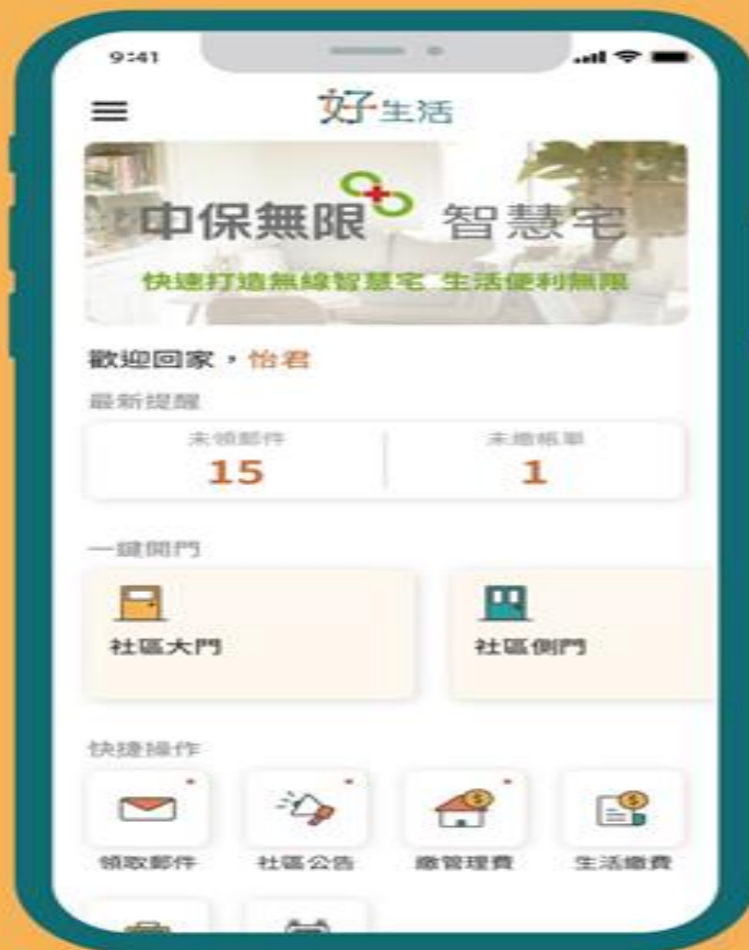 9:41
好生活
中保無限 智慧宅
快速打造無線智慧宅 生活便利無限
歡迎回家，怡君
最新提醒
未領郵件 未繳帳單
15 1
一鍵開門
社區大門 社區側門
快捷操作
領取郵件 社區公告 繳管理費 生活繳費